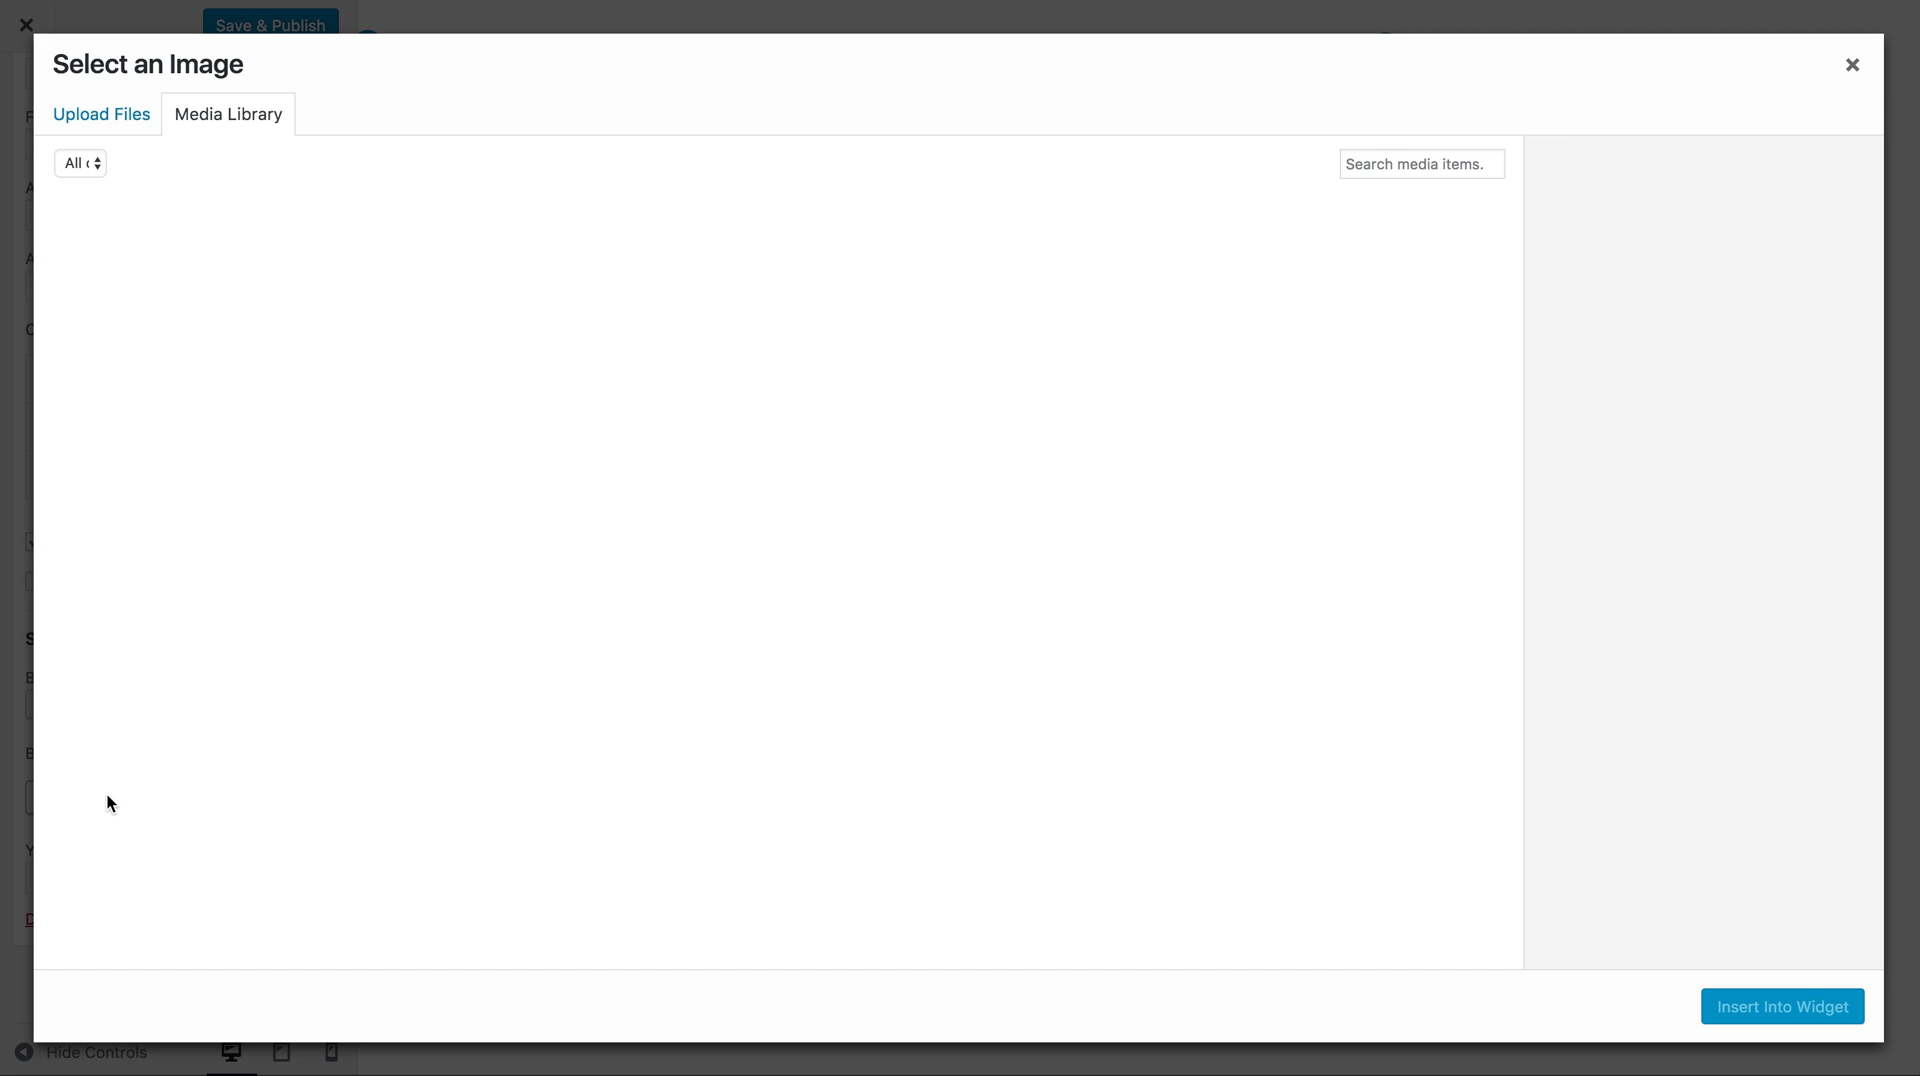 Save & Publish
Select an Image
Upload Files
Media Library
All
Search media items.
Insert Into Widget
Hide Controls